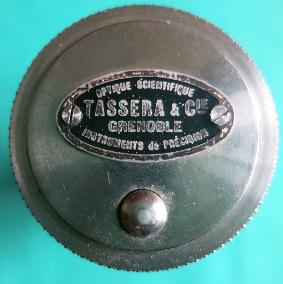 OPTIQUE SCIENTIFIQUE
TASSERA & CIE
GRENOBLE
INSTRUMENTS de PRÉCISION